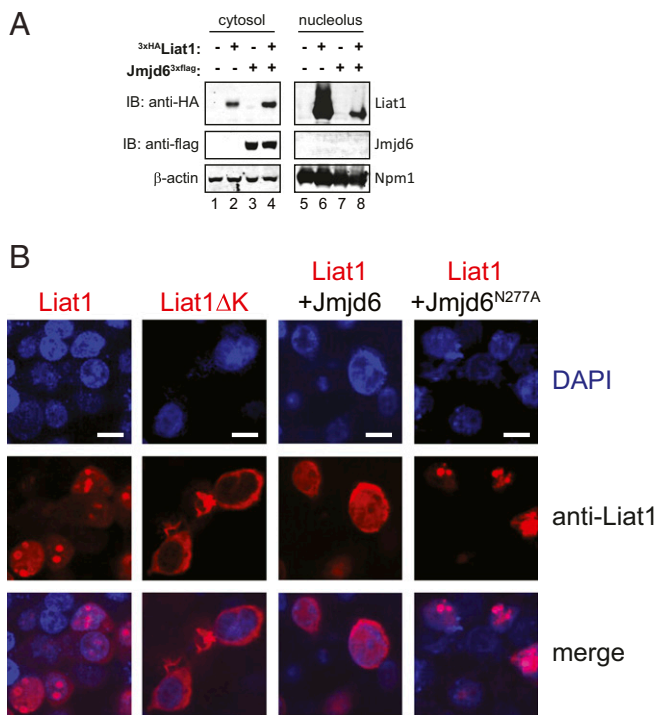 A
cytosol nucleolus
3xHALiat1: - + - + - + - +
Jmjd63xflag: - - + + - - + +
IB: anti-HA Liat1
IB: anti-flag Jmjd6
β-actin Npm1
1 2 3 4 5 6 7 8
B
Liat1 Liat1ΔK Liat1 +Jmjd6 Liat1 +Jmjd6N277A
DAPI
anti-Liat1
merge